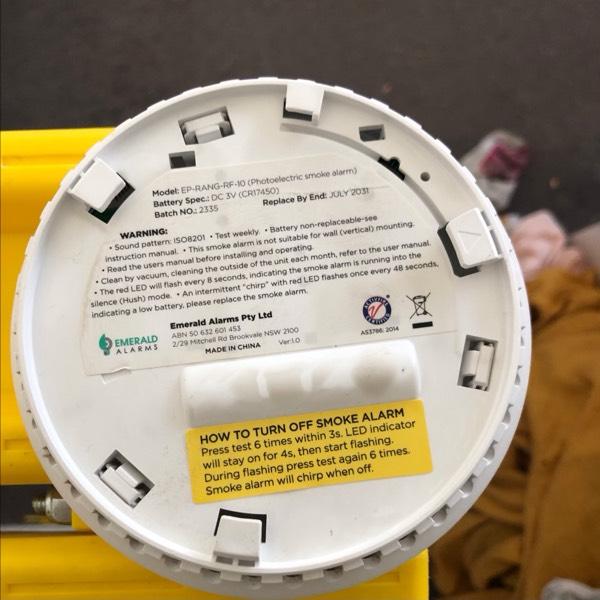 Model: EP-RANG-RF-10 (Photoelectric smoke alarm)
Battery Spec.: DC 3V (CR17450)
Batch NO.: 2335 Replace By End: JULY 2031
WARNING:
• Sound pattern: ISO8201 • Test weekly. • Battery non-replaceable-see
instruction manual. • This smoke alarm is not suitable for wall (vertical) mounting.
• Read the users manual before installing and operating.
• Clean by vacuum, cleaning the outside of the unit each month, refer to the user manual.
• The red LED will flash every 8 seconds, indicating the smoke alarm is running into the
silence (Hush) mode. • An intermittent "chirp" with red LED flashes once every 48 seconds,
indicating a low battery, please replace the smoke alarm.
EMERALD
ALARMS
Emerald Alarms Pty Ltd
ABN 50 632 601 453
2/29 Mitchell Rd Brookvale NSW 2100
MADE IN CHINA Ver:1.0
ACTIVFIRE
CERTIFIED
AS3786: 2014
HOW TO TURN OFF SMOKE ALARM
Press test 6 times within 3s. LED indicator
will stay on for 4s, then start flashing.
During flashing press test again 6 times.
Smoke alarm will chirp when off.